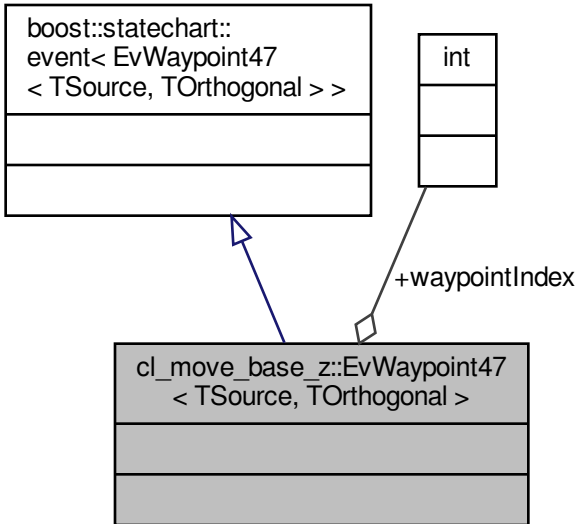 boost::statechart::
event< EvWaypoint47
< TSource, TOrthogonal > >
int
+waypointIndex
cl_move_base_z::EvWaypoint47
< TSource, TOrthogonal >